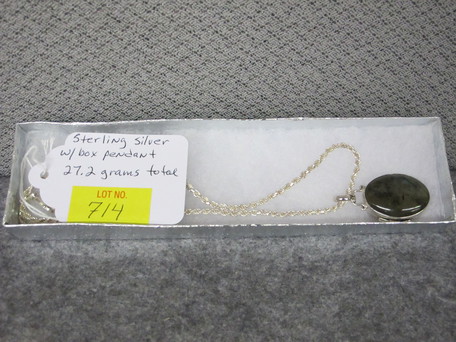 Sterling Silver
w/box pendant
27.2 grams total
LOT NO.
714